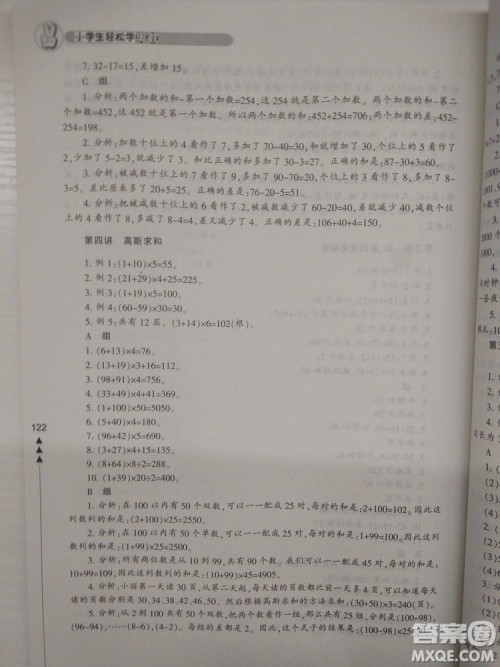 小学生轻松学
7. 32-17=15,差增加15。
C 组
1. 分析:两个加数的和-第一个加数=254,这254就是第二个加数。两个加数的和-第二
个加数=452,这452就是第一个加数。所以两个加数的和:452+254=706;两个加数的差:452-
254=198。
2. 分析:加数十位上的4看作了7,多加了70-40=30,和就增加了30,个位上的5看作了
2,少加了5-2=3,就减少了3。和比正确的和多了30-3=27。正确的是:87-30+3=60。
3. 分析:被减数十位上的7看作了9,多加了90-70=20,个位上的3看作了8,多加了8-3
=5。差比原来多了20+5=25。正确的是:76-20-5=51。
4. 分析:把被减数十位上的6看作了2,被减数减少了60-20=40,差就减少了40,减数个位
上的4看作了8,多减了8-4=4,差又减少了4。正确的是:106+40+4=150。
第四讲 高斯求和
1. 例1:(1+10)×5=55。
2. 例2:(21+29)×4+25=225。
3. 例3:(1+19)×5=100。
4. 例4:(60-59)×30=30。
5. 例5:共有12层。(3+14)×6=102(根)。
A 组
1. (6+13)×4=76。
2. (13+19)×3+16=112。
3. (98+91)×4=756。
4. (33+49)×4+41=369。
5. (1+100)×50=5050。
6. (5+40)×4=180。
7. (96+42)×5=690。
8. (3+27)×4+15=135。
9. (8+64)×8÷2=288。
10. (39+1)×20÷2=400。
B 组
1. 分析:在100以内有50个双数,可以一一配成25对,每对的和是:2+100=102。因此这
列数列的和是:(2+100)×25=2550。
2. 分析:在100以内有50个单数,可以一一配成25对,每对的和是:1+99=100。因此这
列数列的和是:(1+99)×25=2500。
3. 分析:所有两位数是从10到99,共有90个数。我们可以一一配成45对,每对的和是:
10+99=109,因此这个数列的和是:(10+99)×45=4905。
4. 分析:小丽第一天读30页,从第二天起,每天读的页数都比前一天多4页,可以知道每天
读的页数分别是30,34,38,42,46,50。然后根据高斯求和的方法求和:(30+50)×3=240(页)。
5. 分析:从2到100共有50个双数,把两个数作为一组,可以分成25组。分别是(100-98),
(96-94),……,(8-6),(4-2)。每组的差都是2。因此,这个式子的结果是:(100-98)×25=
122
答案圈